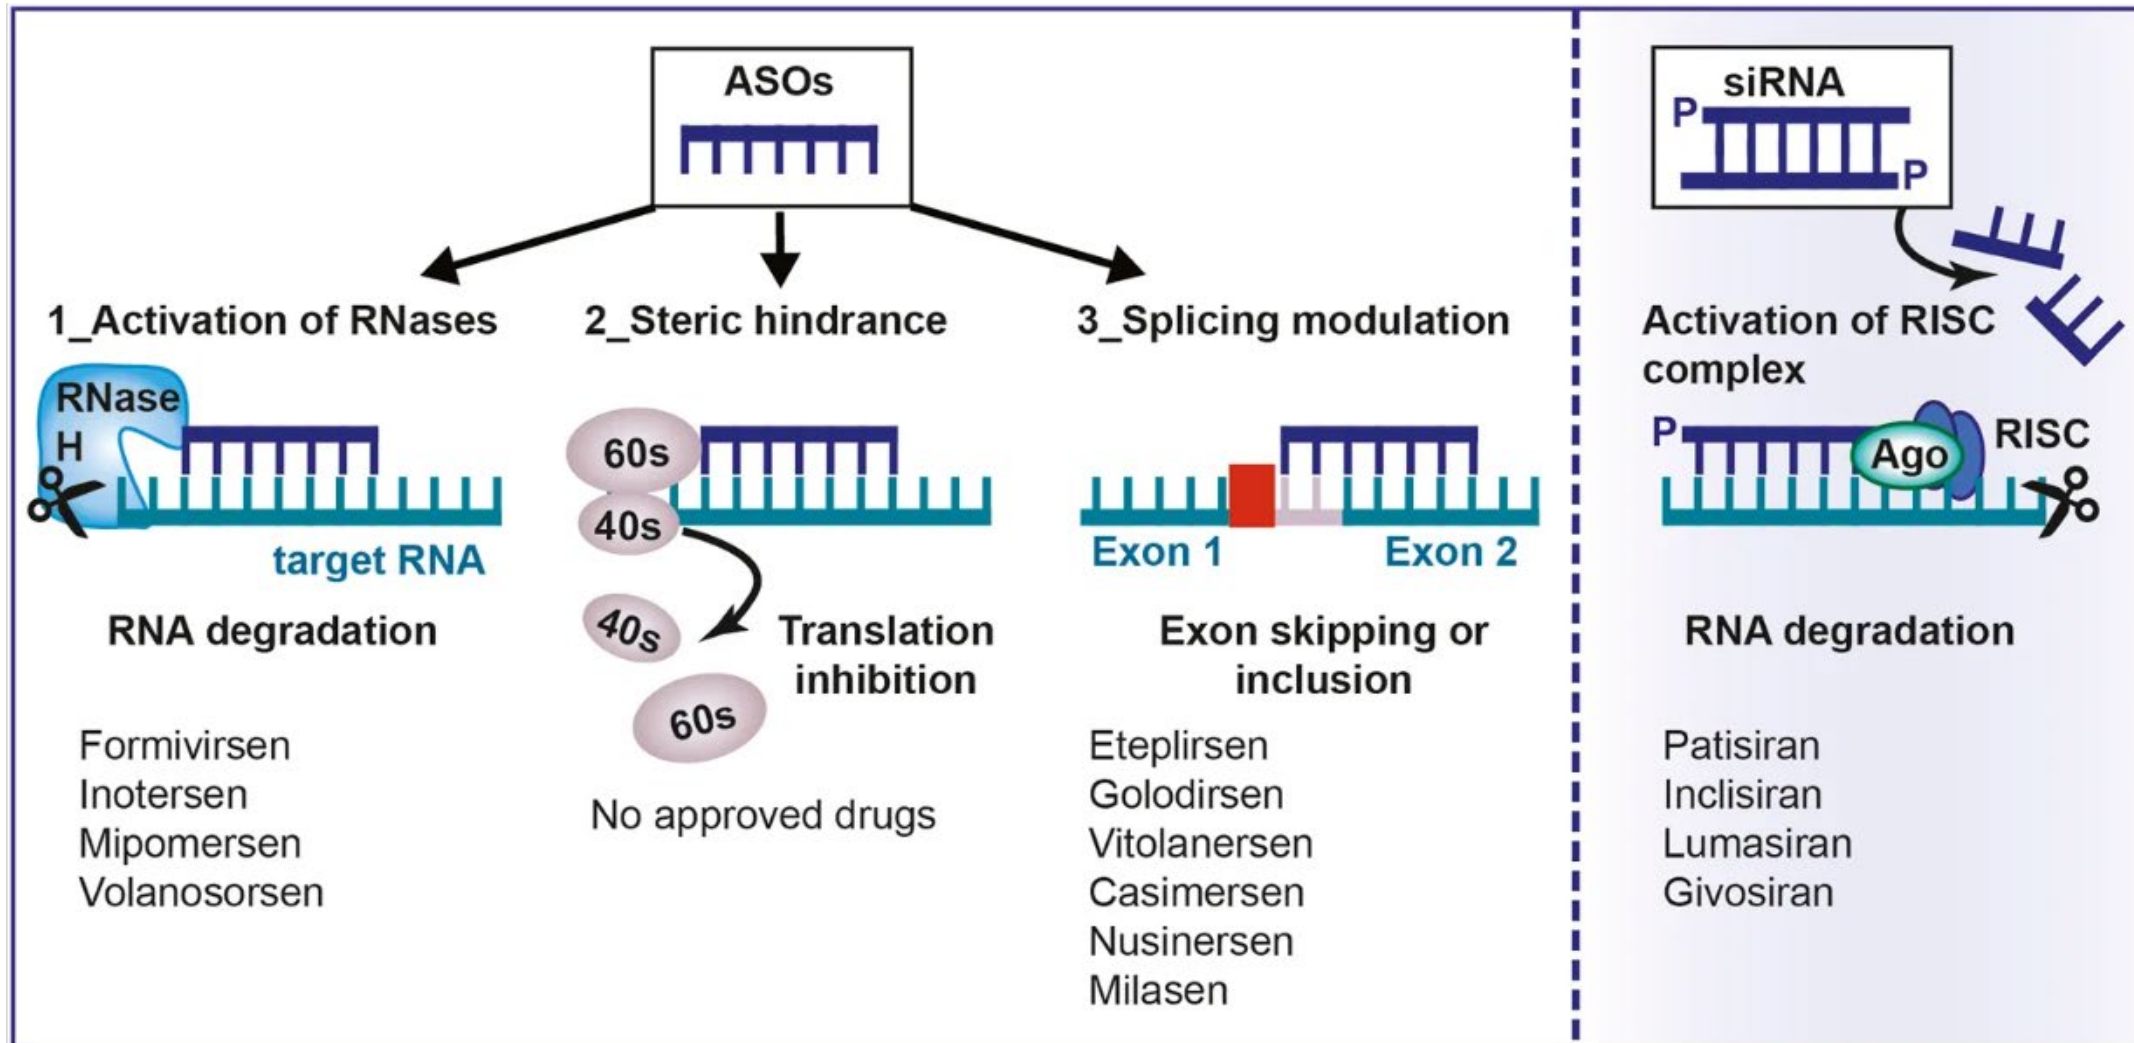 ASOs
1_Activation of RNases
RNase
H
target RNA
RNA degradation
Formivirsen
Inotersen
Mipomersen
Volanosorsen
2_Steric hindrance
60s
40s
40s
60s
Translation
inhibition
No approved drugs
3_Splicing modulation
Exon 1
Exon 2
Exon skipping or
inclusion
Eteplirsen
Golodirsen
Vitolanersen
Casimersen
Nusinersen
Milasen
siRNA
P
P
Activation of RISC
complex
P
Ago
RISC
RNA degradation
Patisiran
Inclisiran
Lumasiran
Givosiran